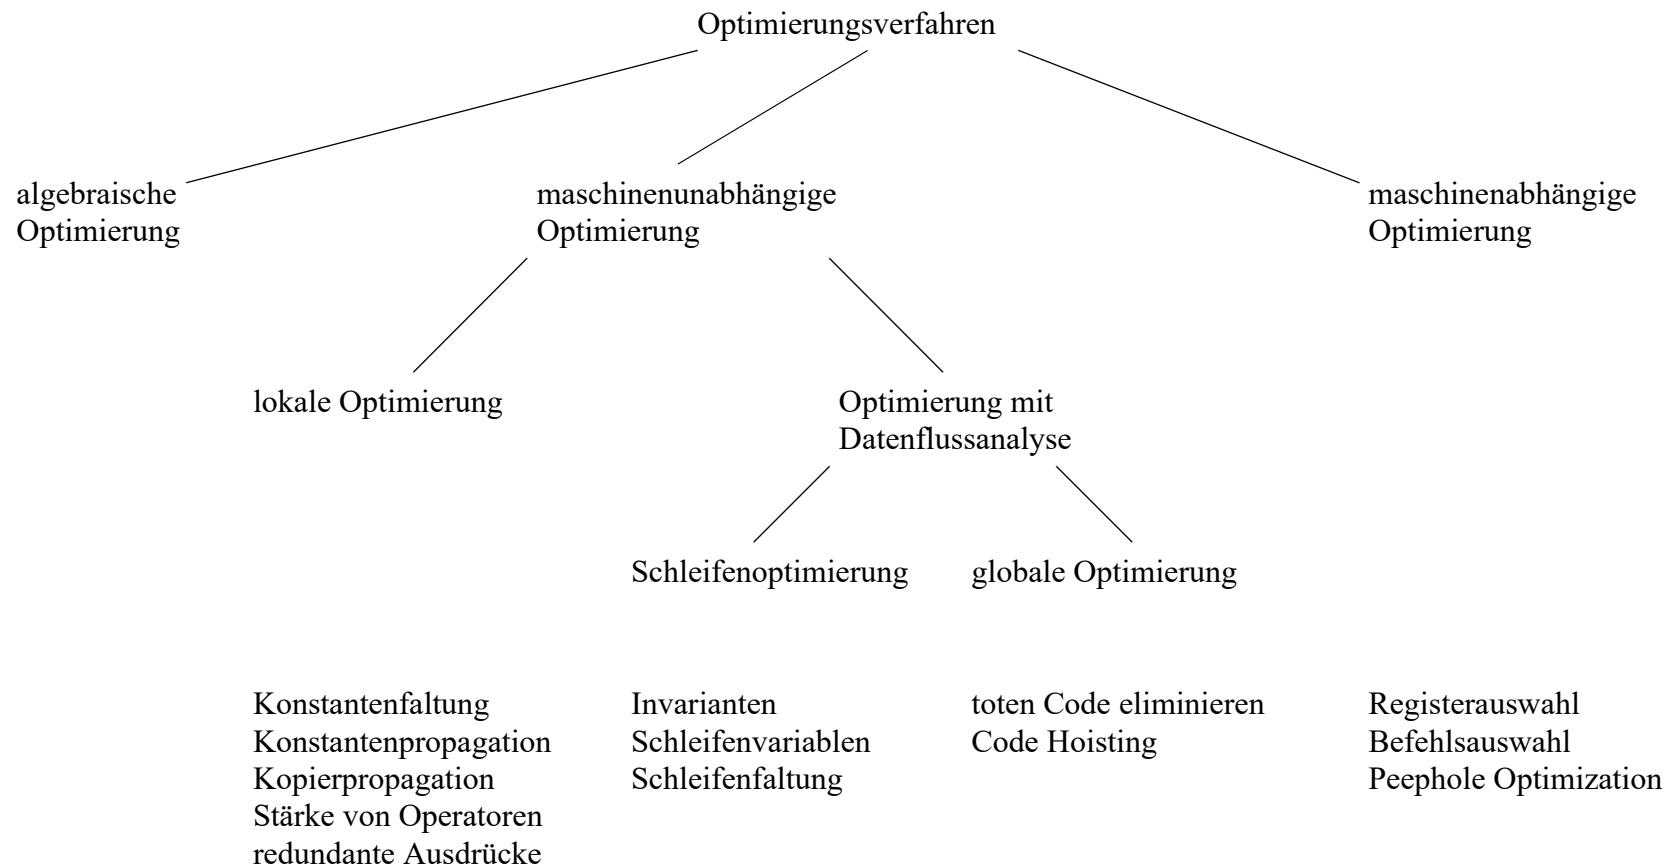 Optimierungsverfahren
algebraische
Optimierung
maschinenunabhängige
Optimierung
maschinenabhängige
Optimierung
lokale Optimierung
Optimierung mit
Datenflussanalyse
Schleifenoptimierung
globale Optimierung
Konstantenfaltung
Konstantenpropagation
Kopierpropagation
Stärke von Operatoren
redundante Ausdrücke
Invarianten
Schleifenvariablen
Schleifenfaltung
toten Code eliminieren
Code Hoisting
Registerauswahl
Befehlsauswahl
Peephole Optimization